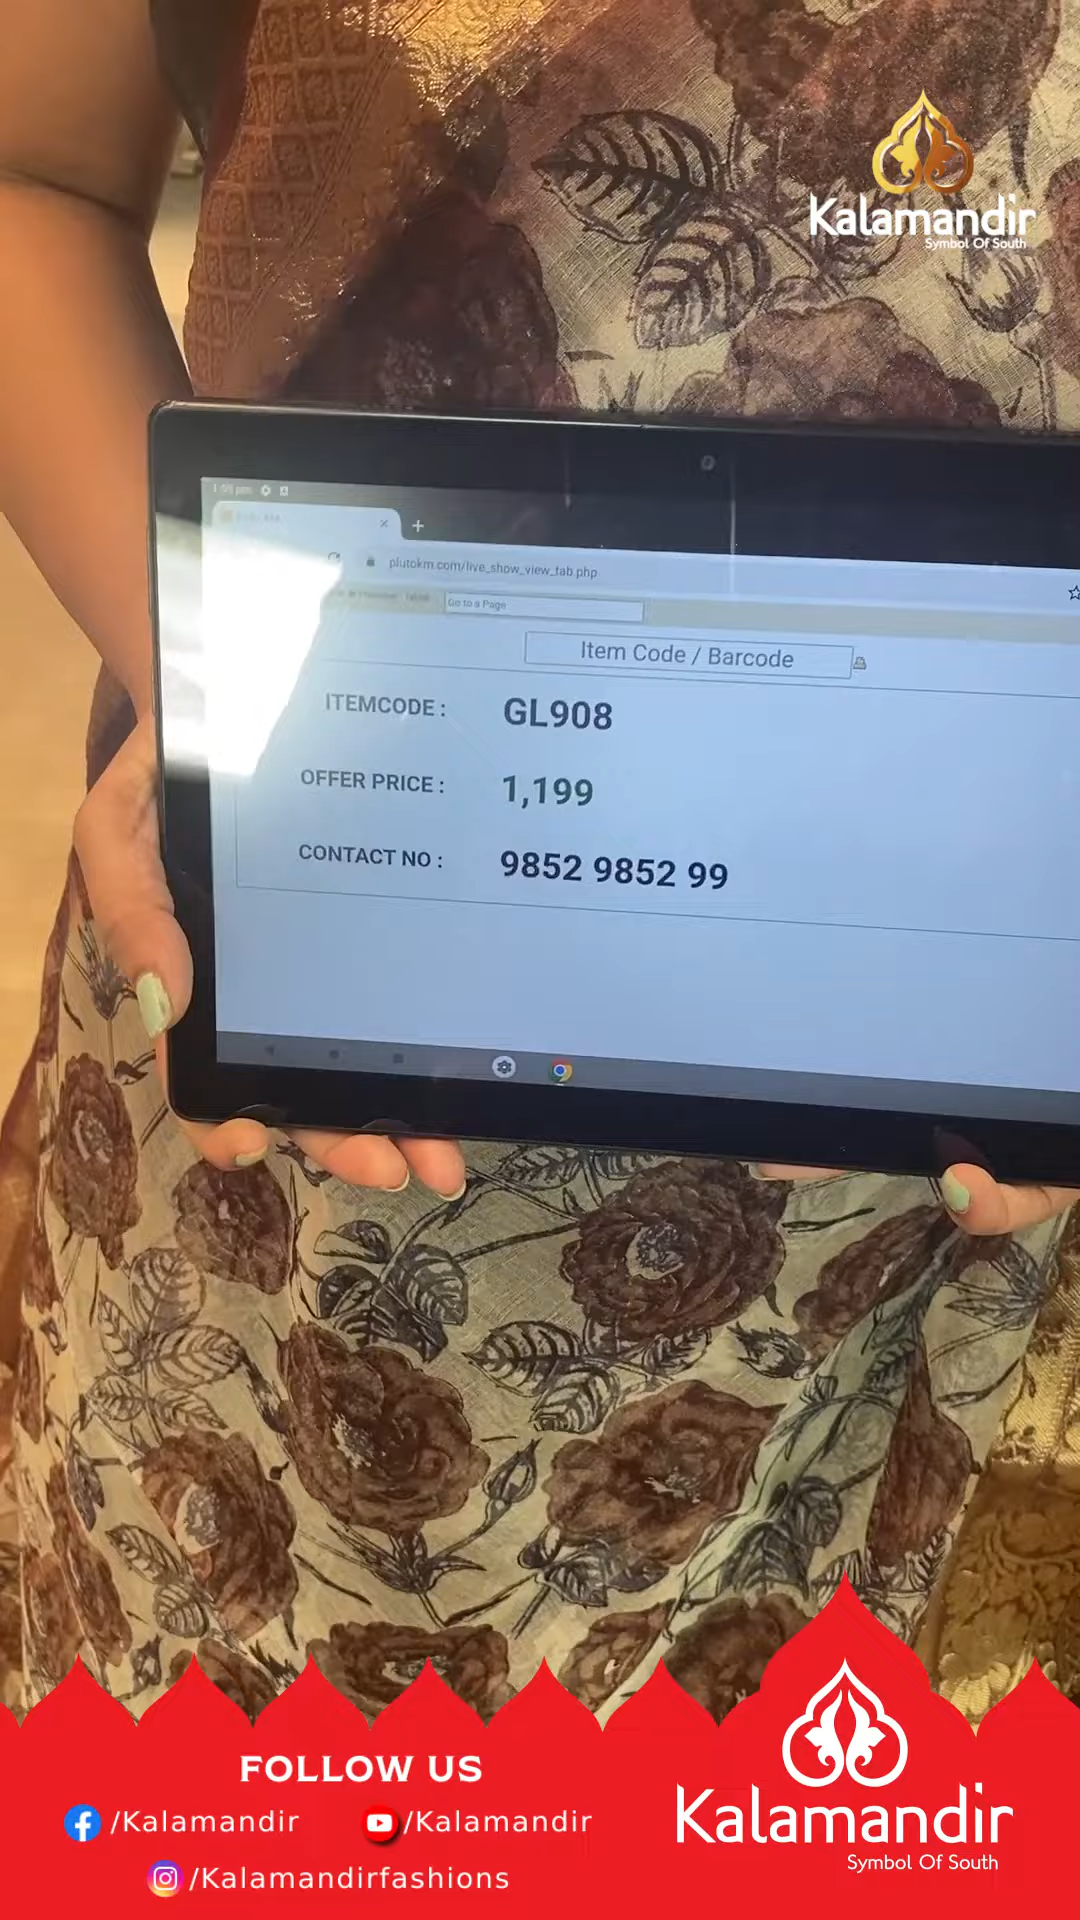 Kalamandir
Symbol Of South
plutokm.com/live_show_view_tab.php
Go to a Page
Item Code / Barcode
ITEMCODE : GL908
OFFER PRICE : 1,199
CONTACT NO : 9852 9852 99
FOLLOW US
/Kalamandir /Kalamandir
/Kalamandirfashions
Kalamandir
Symbol Of South